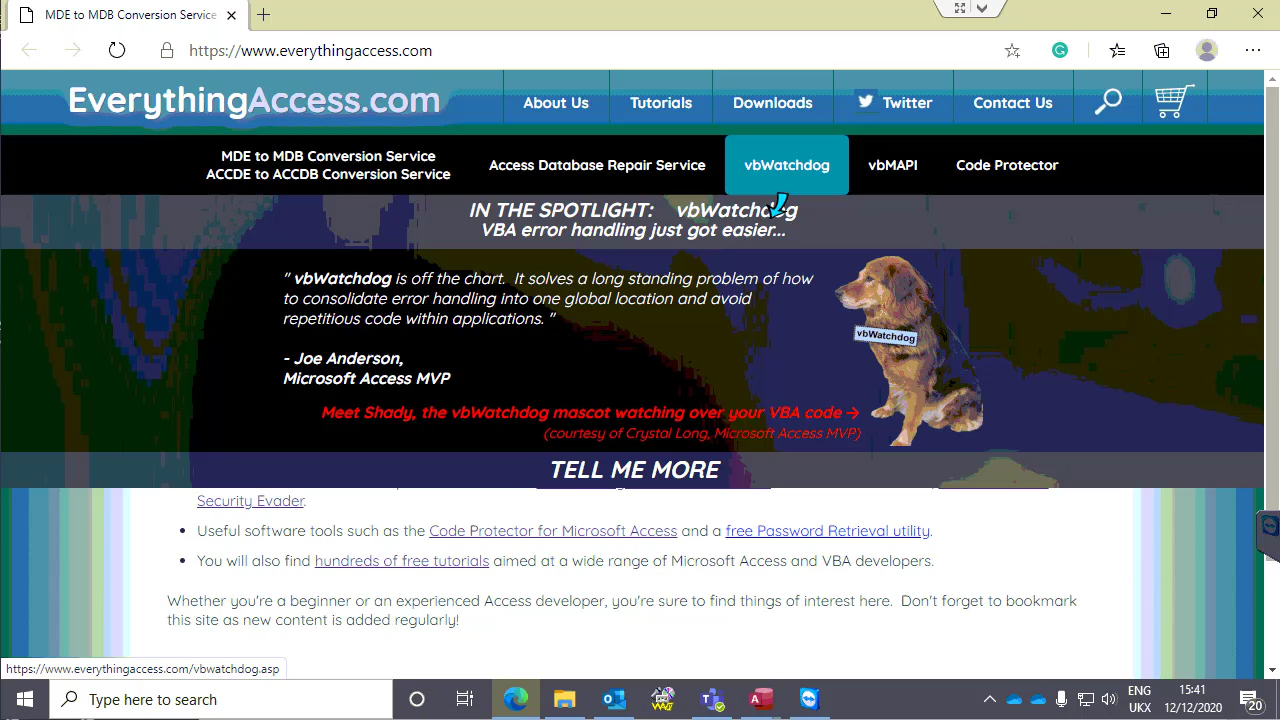 MDE to MDB Conversion Service
https://www.everythingaccess.com
EverythingAccess.com
About Us
Tutorials
Downloads
Twitter
Contact Us
MDE to MDB Conversion Service
ACCDE to ACCDB Conversion Service
Access Database Repair Service
vbWatchdog
vbMAPI
Code Protector
IN THE SPOTLIGHT: vbWatchdog
VBA error handling just got easier...
" vbWatchdog is off the chart. It solves a long standing problem of how
to consolidate error handling into one global location and avoid
repetitious code within applications. "
- Joe Anderson,
Microsoft Access MVP
vbWatchdog
Meet Shady, the vbWatchdog mascot watching over your VBA code →
(courtesy of Crystal Long, Microsoft Access MVP)
TELL ME MORE
Security Evader.
• Useful software tools such as the Code Protector for Microsoft Access and a free Password Retrieval utility.
• You will also find hundreds of free tutorials aimed at a wide range of Microsoft Access and VBA developers.
Whether you're a beginner or an experienced Access developer, you're sure to find things of interest here. Don't forget to bookmark
this site as new content is added regularly!
https://www.everythingaccess.com/vbwatchdog.asp
Type here to search
ENG
UKX
15:41
12/12/2020
20